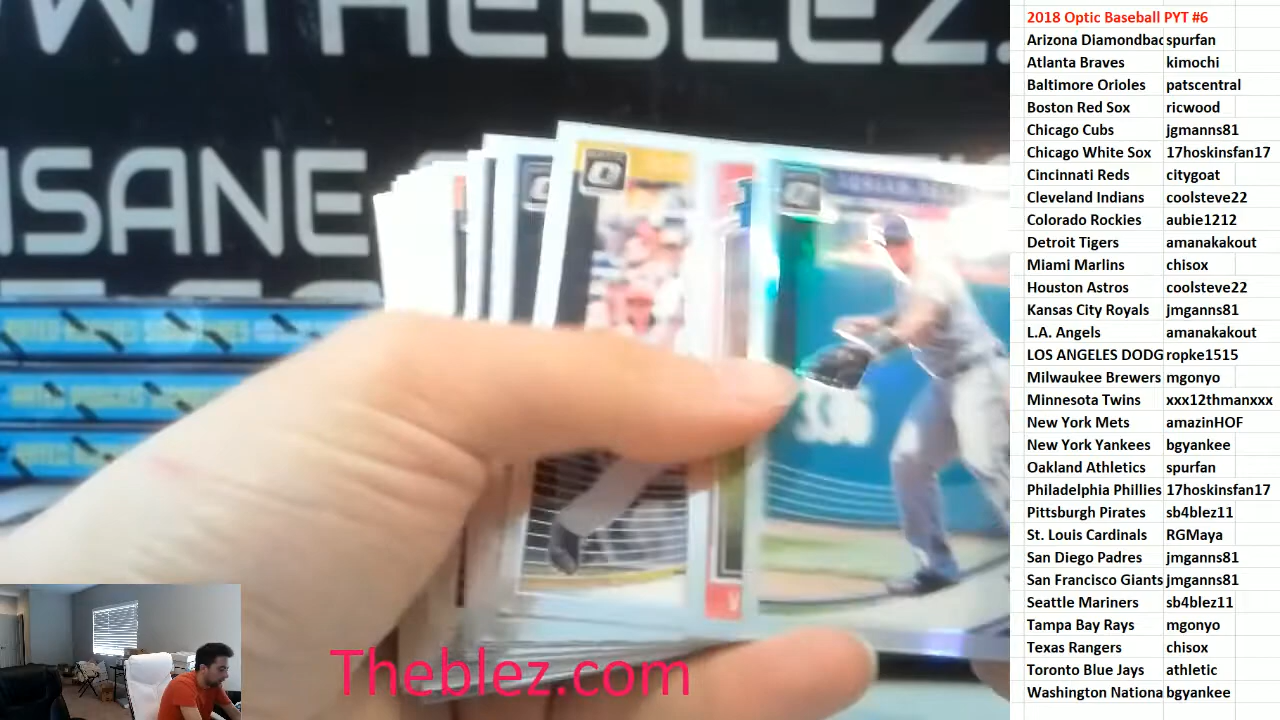 W.THEBLEZ.
NSANE
336
Theblez.com
2018 Optic Baseball PYT #6
Arizona Diamondbac spurfan
Atlanta Braves kimochi
Baltimore Orioles patscentral
Boston Red Sox ricwood
Chicago Cubs jgmanns81
Chicago White Sox 17hoskinsfan17
Cincinnati Reds citygoat
Cleveland Indians coolsteve22
Colorado Rockies aubie1212
Detroit Tigers amanakakout
Miami Marlins chisox
Houston Astros coolsteve22
Kansas City Royals jmganns81
L.A. Angels amanakakout
LOS ANGELES DODG ropke1515
Milwaukee Brewers mgonyo
Minnesota Twins xxx12thmanxxx
New York Mets amazinHOF
New York Yankees bgyankee
Oakland Athletics spurfan
Philadelphia Phillies 17hoskinsfan17
Pittsburgh Pirates sb4blez11
St. Louis Cardinals RGMaya
San Diego Padres jmganns81
San Francisco Giants jmganns81
Seattle Mariners sb4blez11
Tampa Bay Rays mgonyo
Texas Rangers chisox
Toronto Blue Jays athletic
Washington Nationa bgyankee